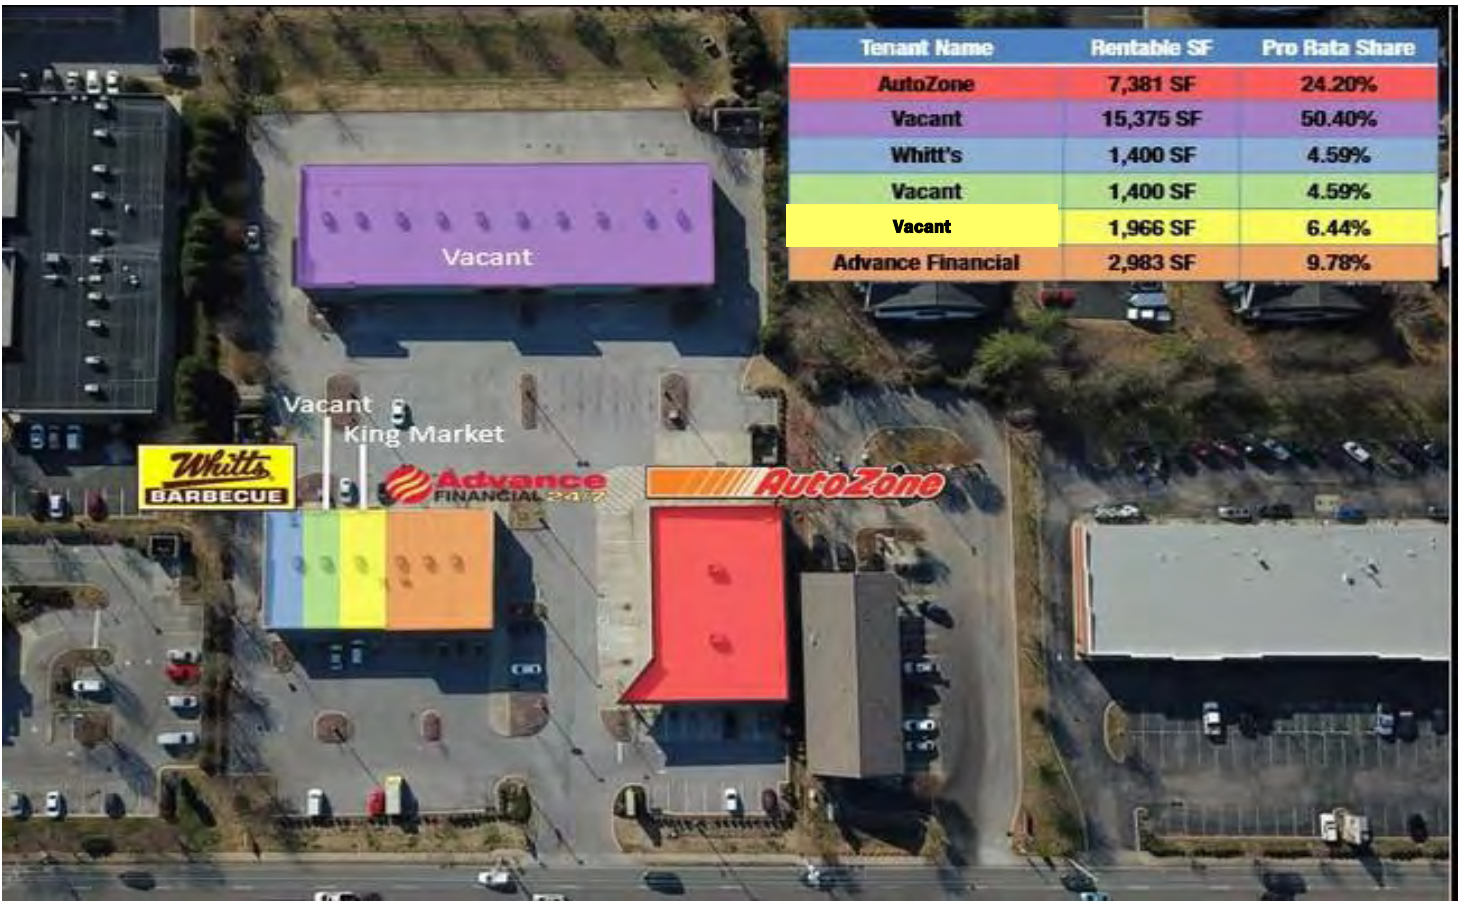 Tenant Name Rentable SF Pro Rata Share
AutoZone 7,381 SF 24.20%
Vacant 15,375 SF 50.40%
Whitt's 1,400 SF 4.59%
Vacant 1,400 SF 4.59%
Vacant 1,966 SF 6.44%
Advance Financial 2,983 SF 9.78%
Vacant
Vacant
King Market
Whitts
BARBECUE
Advance
FINANCIAL 24/7
AutoZone